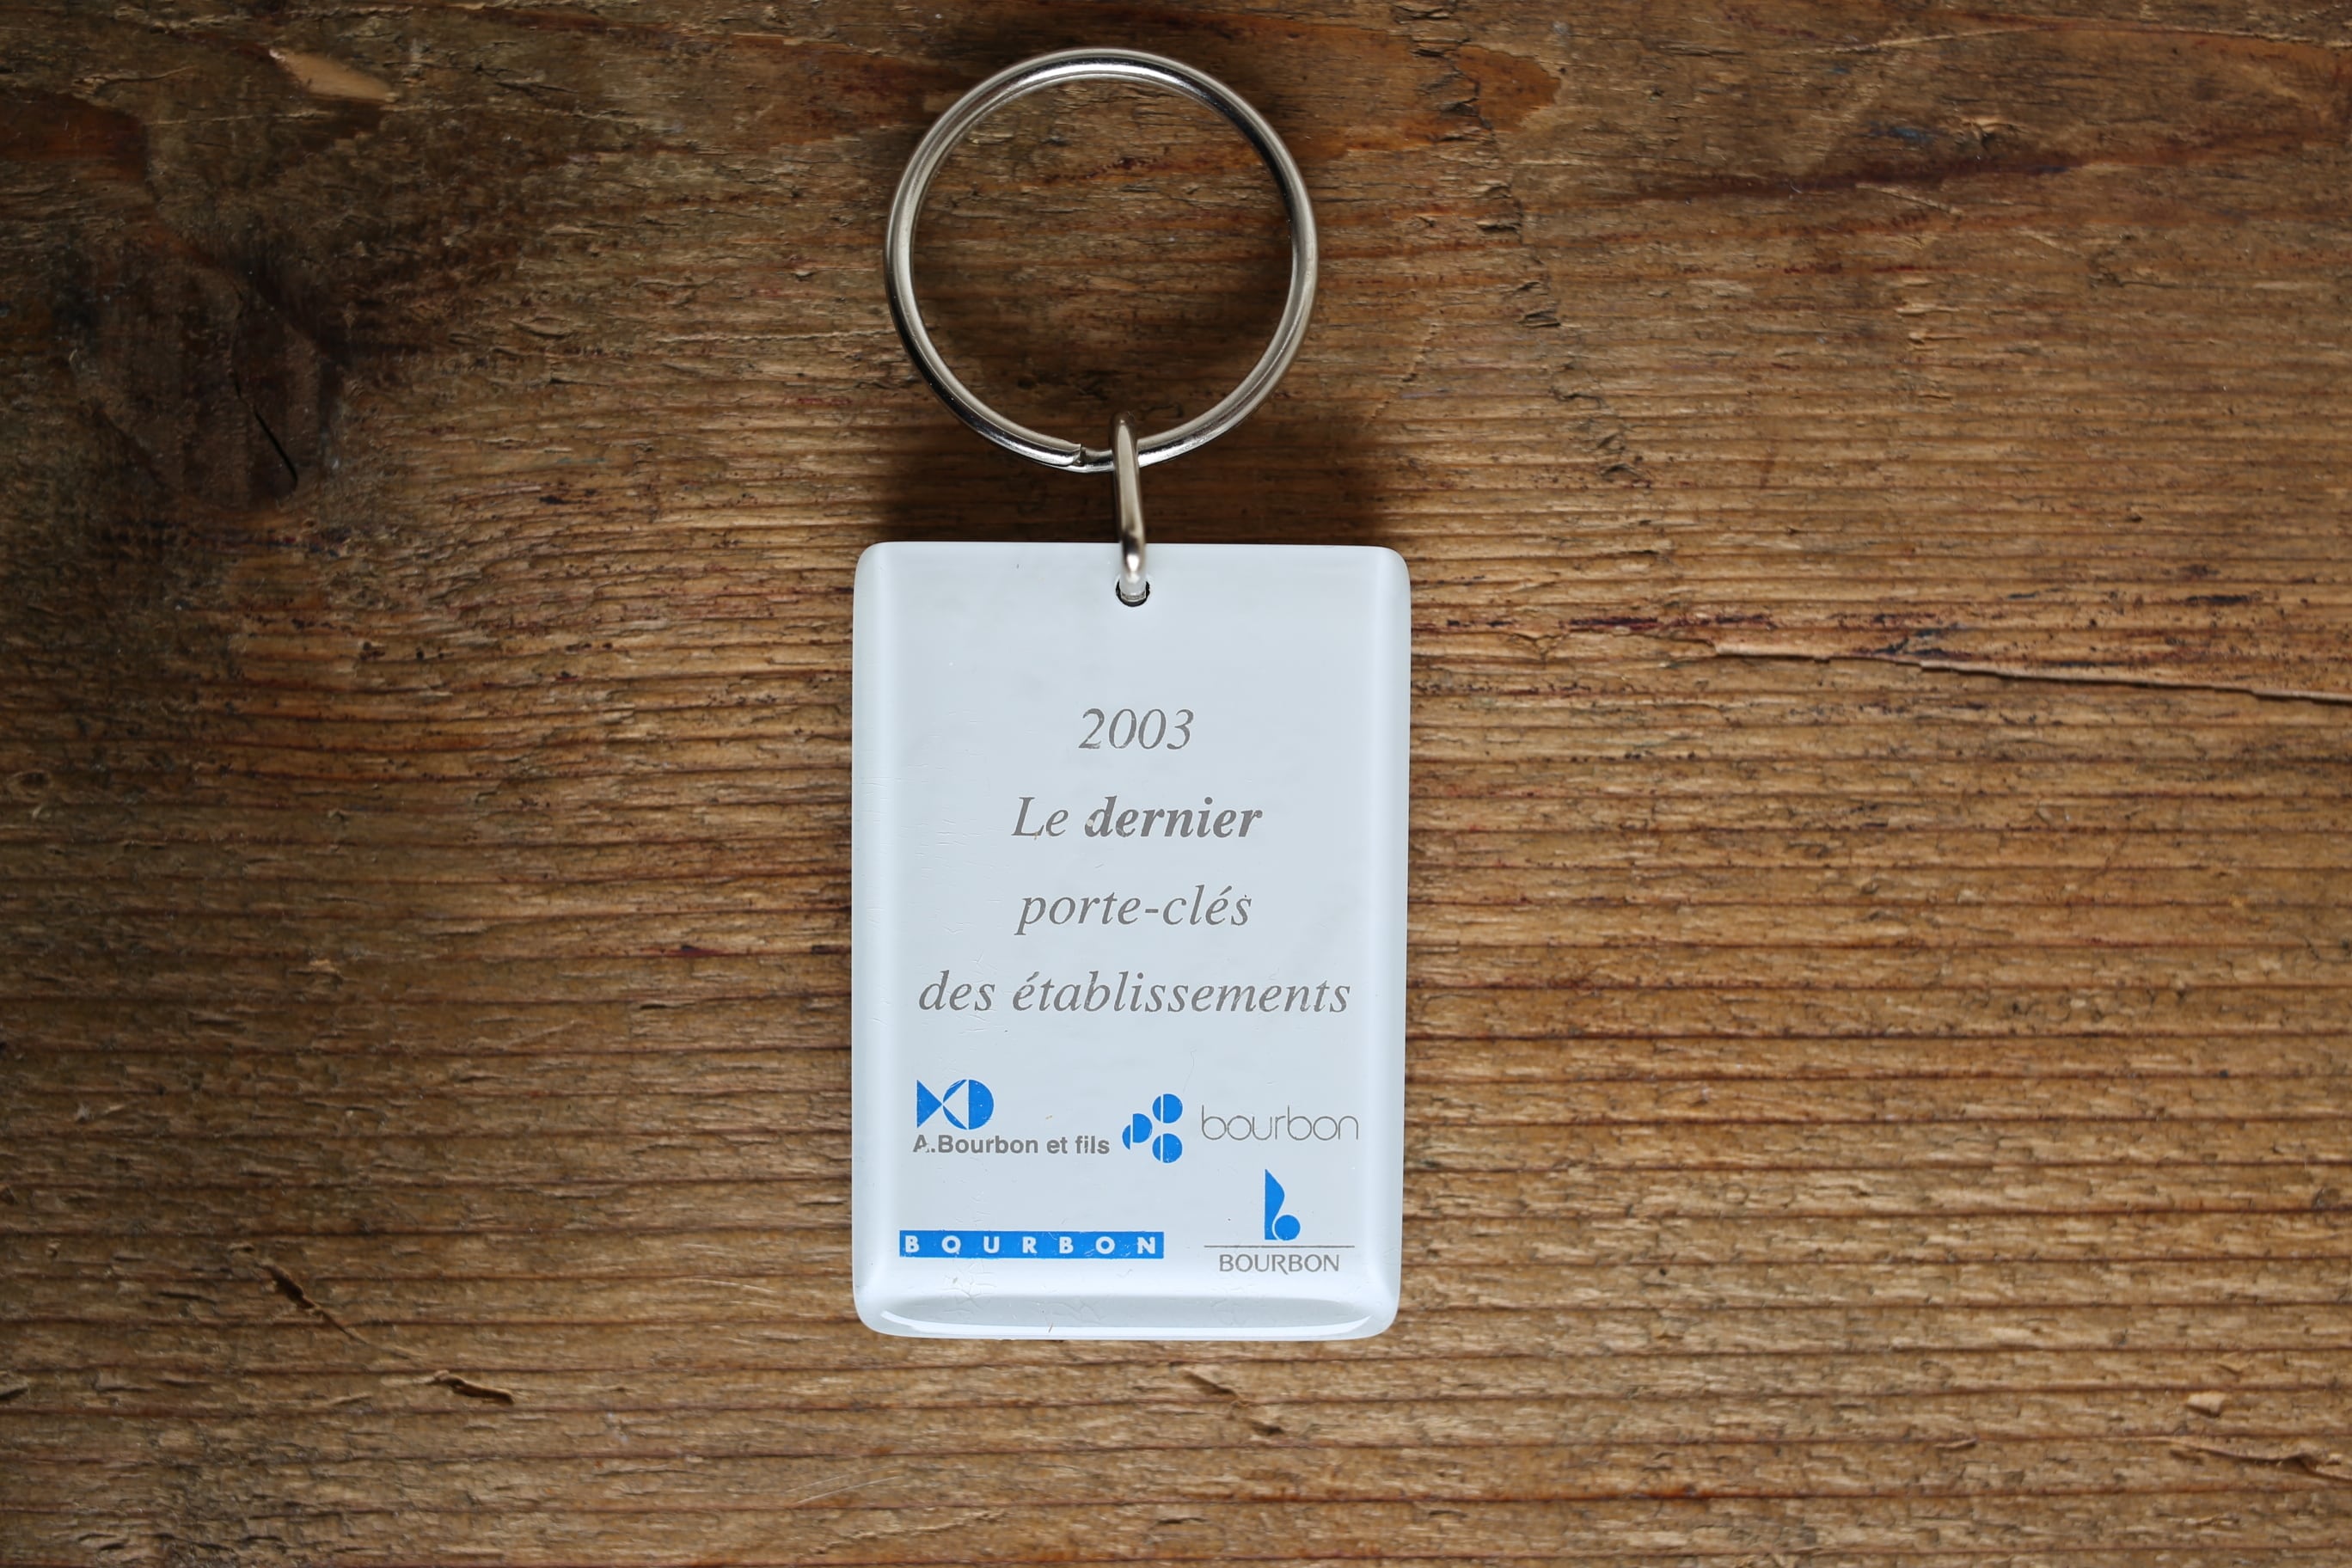 2003
Le dernier
porte-clés
des établissements
A.Bourbon et fils
bourbon
BOURBON
BOURBON